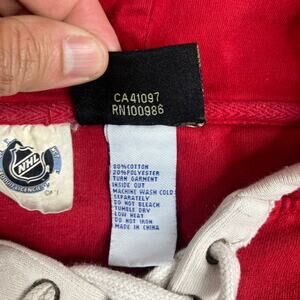 CA41097
RN100986
NHL
80%COTTON
20%POLYESTER
TURN GARMENT
INSIDE OUT
MACHINE WASH COLD
SEPARATELY
DO NOT BLEACH
TUMBLE DRY
LOW HEAT
DO NOT IRON
MADE IN CHINA